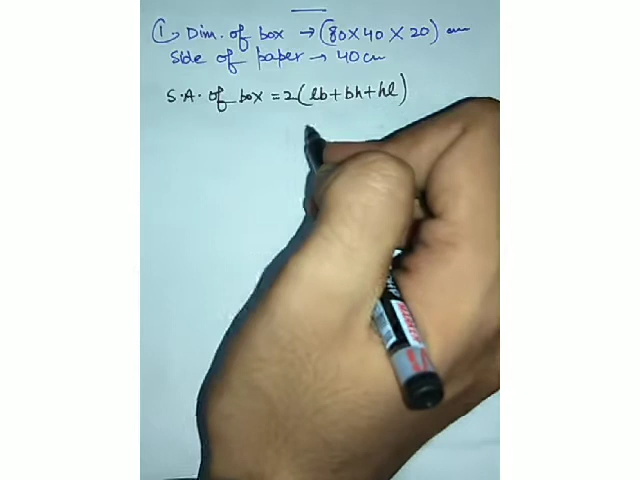 1. Dim. of box → (80 × 40 × 20) cm
Side of paper → 40 cm
S.A. of box = 2(lb + bh + hl)